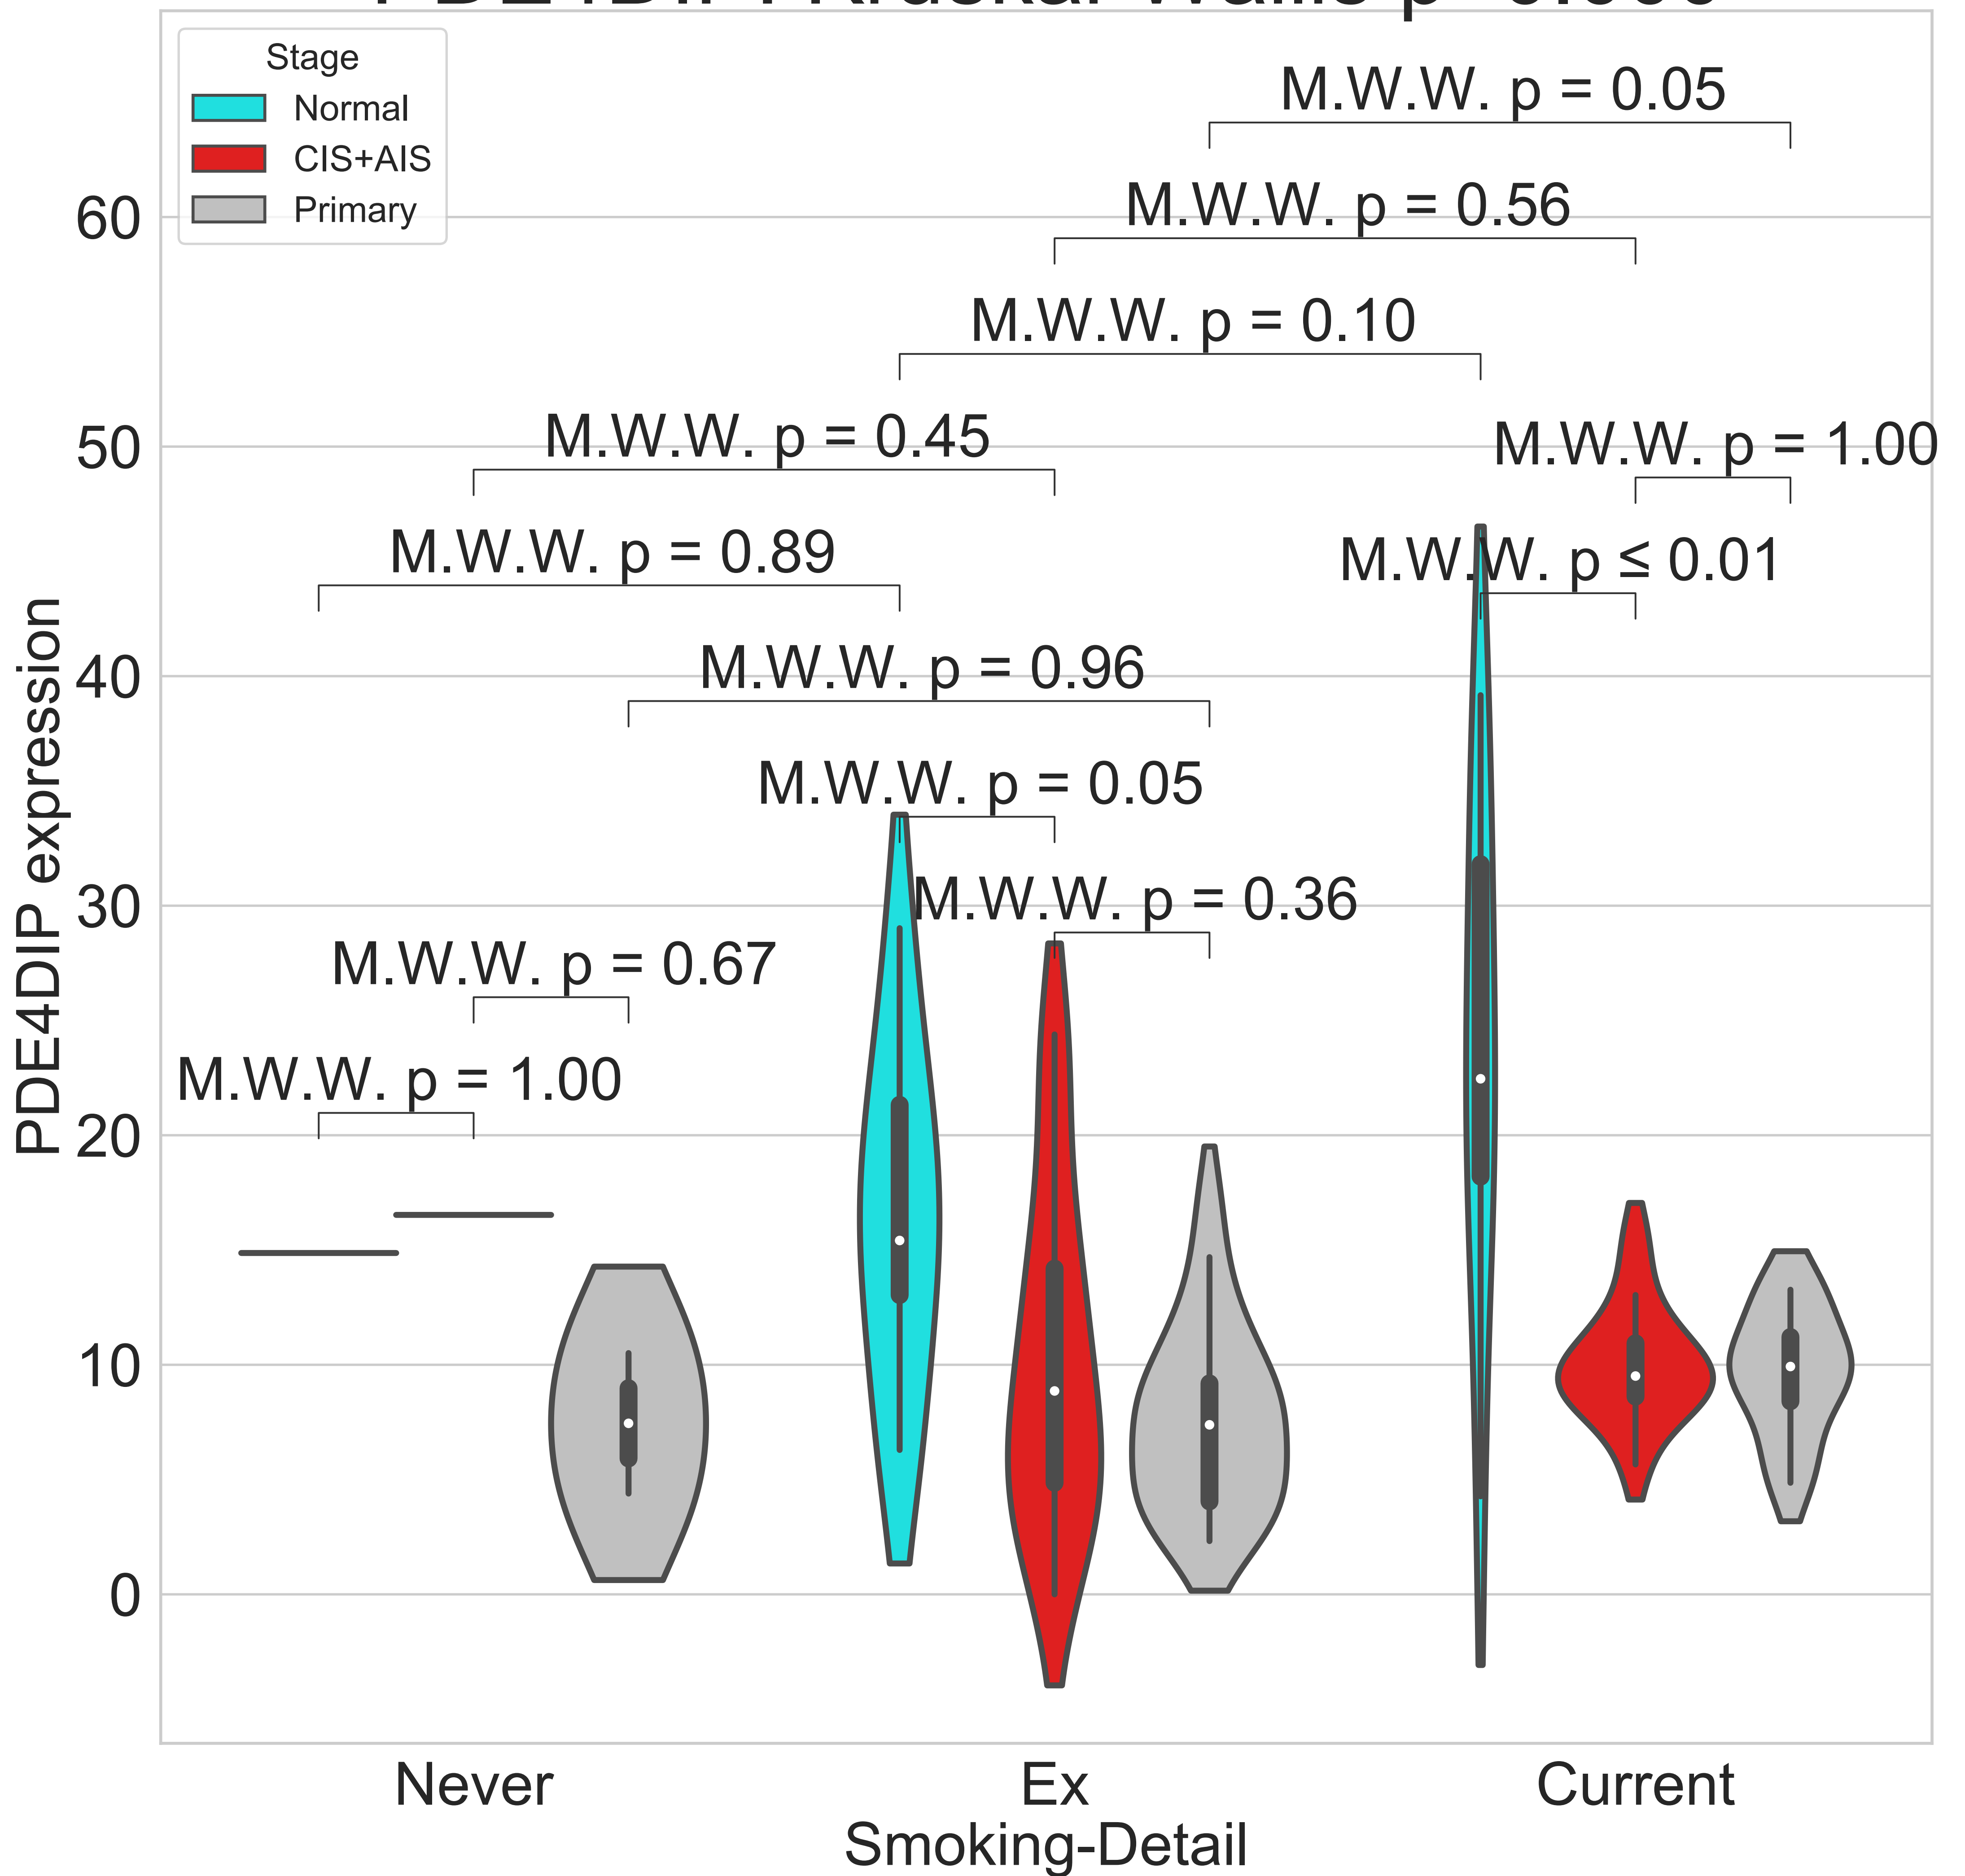 Stage
Normal
CIS+AIS
Primary
M.W.W. p = 0.05
M.W.W. p = 0.56
M.W.W. p = 0.10
M.W.W. p = 0.45
M.W.W. p = 1.00
M.W.W. p = 0.89
M.W.W. p ≤ 0.01
M.W.W. p = 0.96
M.W.W. p = 0.05
M.W.W. p = 0.36
M.W.W. p = 0.67
M.W.W. p = 1.00
PDE4DIP expression
60
50
40
30
20
10
0
Never
Ex
Current
Smoking-Detail